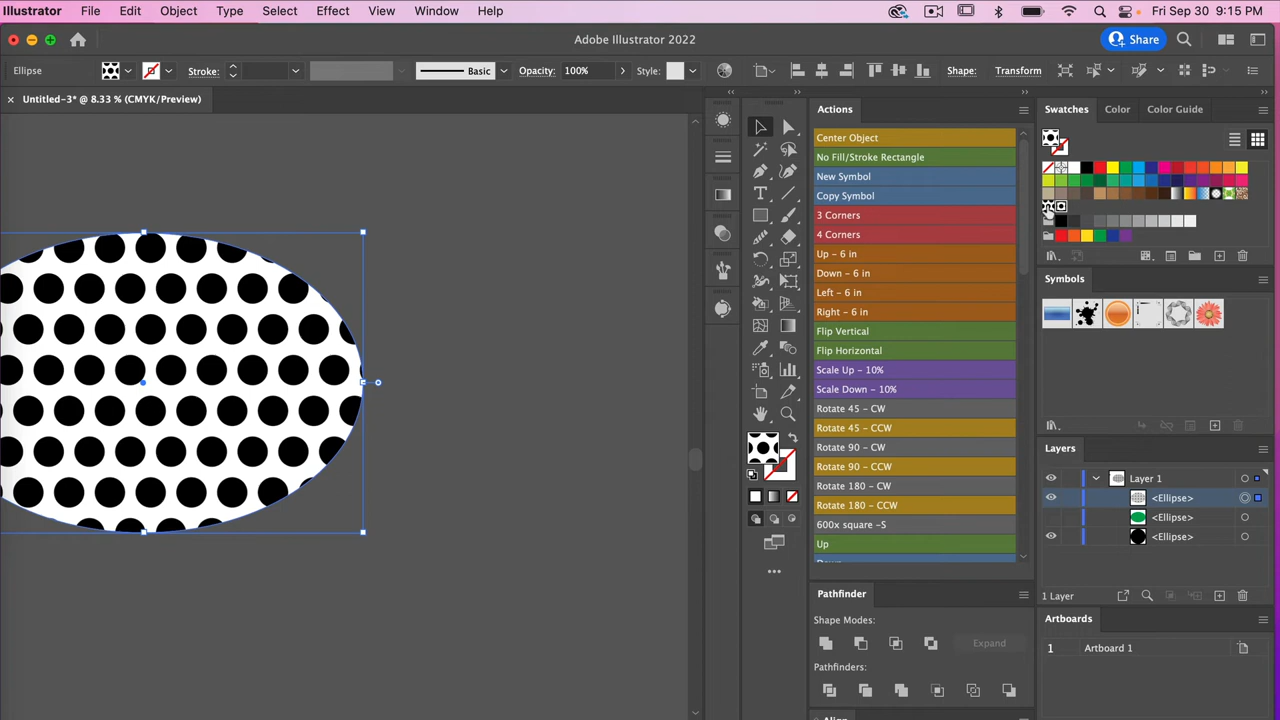 Illustrator File Edit Object Type Select Effect View Window Help Fri Sep 30 9:15 PM
Adobe Illustrator 2022 Share
Ellipse Stroke: Basic Opacity: 100% Style: Shape: Transform
Untitled-3* @ 8.33 % (CMYK/Preview)
Actions
Center Object
No Fill/Stroke Rectangle
New Symbol
Copy Symbol
3 Corners
4 Corners
Up - 6 in
Down - 6 in
Left - 6 in
Right - 6 in
Flip Vertical
Flip Horizontal
Scale Up - 10%
Scale Down - 10%
Rotate 45 - CW
Rotate 45 - CCW
Rotate 90 - CW
Rotate 90 - CCW
Rotate 180 - CW
Rotate 180 - CCW
600x square -S
Up
Pathfinder
Shape Modes:
Expand
Pathfinders:
Align
Swatches Color Color Guide
Symbols
Layers
Layer 1
<Ellipse>
<Ellipse>
<Ellipse>
1 Layer
Artboards
1 Artboard 1